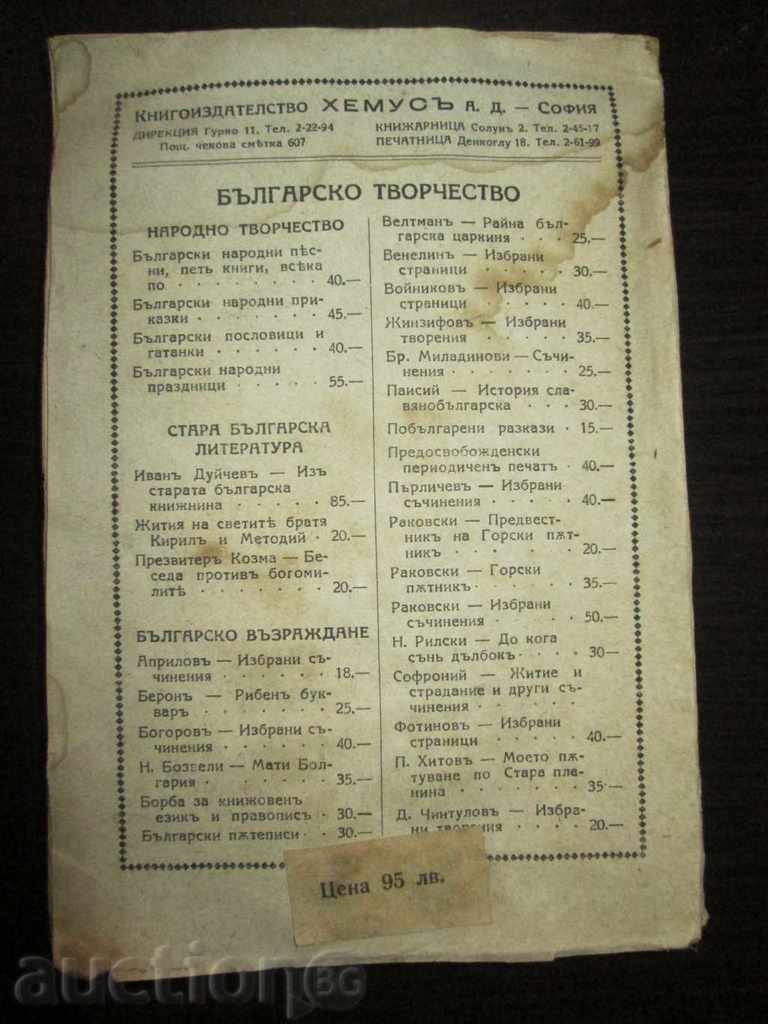 Книгоиздателство ХЕМУСЪ А. Д. — София
ДИРЕКЦИЯ Гурко 11. Тел. 2-22-94
Пощ. чекова смѣтка 607
КНИЖАРНИЦА Солунъ 2. Тел. 2-45-17
ПЕЧАТНИЦА Денкоглу 18. Тел. 2-61-99
БЪЛГАРСКО ТВОРЧЕСТВО
НАРОДНО ТВОРЧЕСТВО
Български народни пѣс-
ни, петь книги, всѣка
по · · · · · · · · 40.—
Български народни при-
казки · · · · · · · 45.—
Български пословици и
гатанки · · · · · · 40.—
Български народни
праздници · · · · · 55.—
СТАРА БЪЛГАРСКА
ЛИТЕРАТУРА
Иванъ Дуйчевъ — Изъ
старата българска
книжнина · · · · · 85.—
Жития на светитѣ братя
Кирилъ и Методий · 20.—
Презвитеръ Козма — Бе-
седа противъ богоми-
литѣ · · · · · · · 20.—
БЪЛГАРСКО ВЪЗРАЖДАНЕ
Априловъ — Избрани съ-
чинения · · · · · · 18.—
Беронъ — Рибенъ бук-
варъ · · · · · · · 25.—
Богоровъ — Избрани съ-
чинения · · · · · · 40.—
Н. Бозвели — Мати Бол-
гария · · · · · · · 35.—
Борба за книжовенъ
езикъ и правописъ · 30.—
Български пѫтеписи · · 30.—
Велтманъ — Райна бъл-
гарска царкиня · · · 25.—
Венелинъ — Избрани
страници · · · · · 30.—
Войниковъ — Избрани
страници · · · · · 40.—
Жинзифовъ — Избрани
творения · · · · · 35.—
Бр. Миладинови — Съчи-
нения · · · · · · 25.—
Паисий — История сла-
вянобългарска · · · 30.—
Побългарени разкази · 15.—
Предосвобожденски
периодиченъ печатъ · 40.—
Пърличевъ — Избрани
съчинения · · · · · 40.—
Раковски — Предвест-
никъ на Горски пѫт-
никъ · · · · · · · 20.—
Раковски — Горски
пѫтникъ · · · · · · 35.—
Раковски — Избрани
съчинения · · · · · 50.—
Н. Рилски — До кога
сънь дълбокъ · · · · 30—
Софроний — Житие и
страдание и други съ-
чинения · · · · ·
Фотиновъ — Избрани
страници · · · · · 40.—
П. Хитовъ — Моето пѫ-
туване по Стара пла-
нина · · · · · · · 35·—
Д. Чинтуловъ — Избра-
ни творения · · · · 20.—
Цена 95 лв.
auctionBG